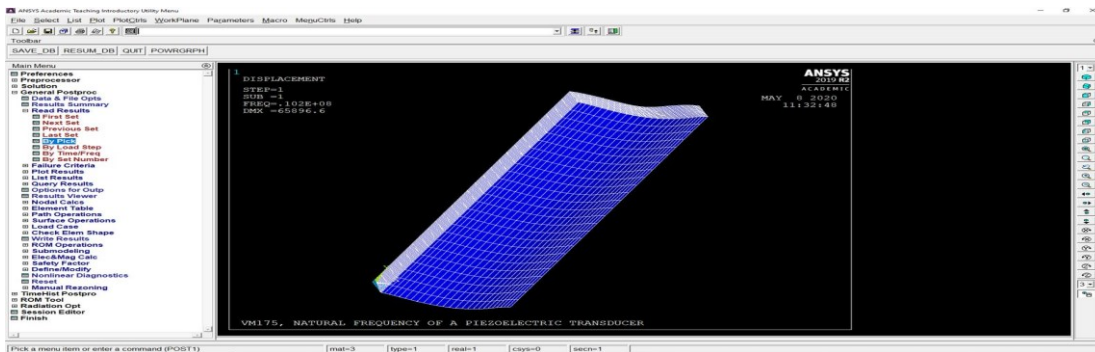 ANSYS Academic Teaching Introductory Utility Menu
File Select List Plot PlotCtrls WorkPlane Parameters Macro MenuCtrls Help
Toolbar
SAVE_DB RESUM_DB QUIT POWRGRPH
Main Menu
Preferences
Preprocessor
Solution
General Postproc
Data & File Opts
Results Summary
Read Results
First Set
Next Set
Previous Set
Last Set
By Pick
By Load Step
By Time/Freq
By Set Number
Failure Criteria
Plot Results
List Results
Query Results
Options for Outp
Results Viewer
Nodal Calcs
Element Table
Path Operations
Surface Operations
Load Case
Check Elem Shape
Write Results
ROM Operations
Submodeling
Elec&Mag Calc
Safety Factor
Define/Modify
Nonlinear Diagnostics
Reset
Manual Rezoning
TimeHist Postpro
ROM Tool
Radiation Opt
Session Editor
Finish
1
DISPLACEMENT
STEP=1
SUB =1
FREQ=.102E+08
DMX =65896.6
ANSYS
2019 R2
ACADEMIC
MAY 8 2020
11:32:48
VM175, NATURAL FREQUENCY OF A PIEZOELECTRIC TRANSDUCER
1
3
Pick a menu item or enter a command (POST1)
mat=3 type=1 real=1 csys=0 secn=1